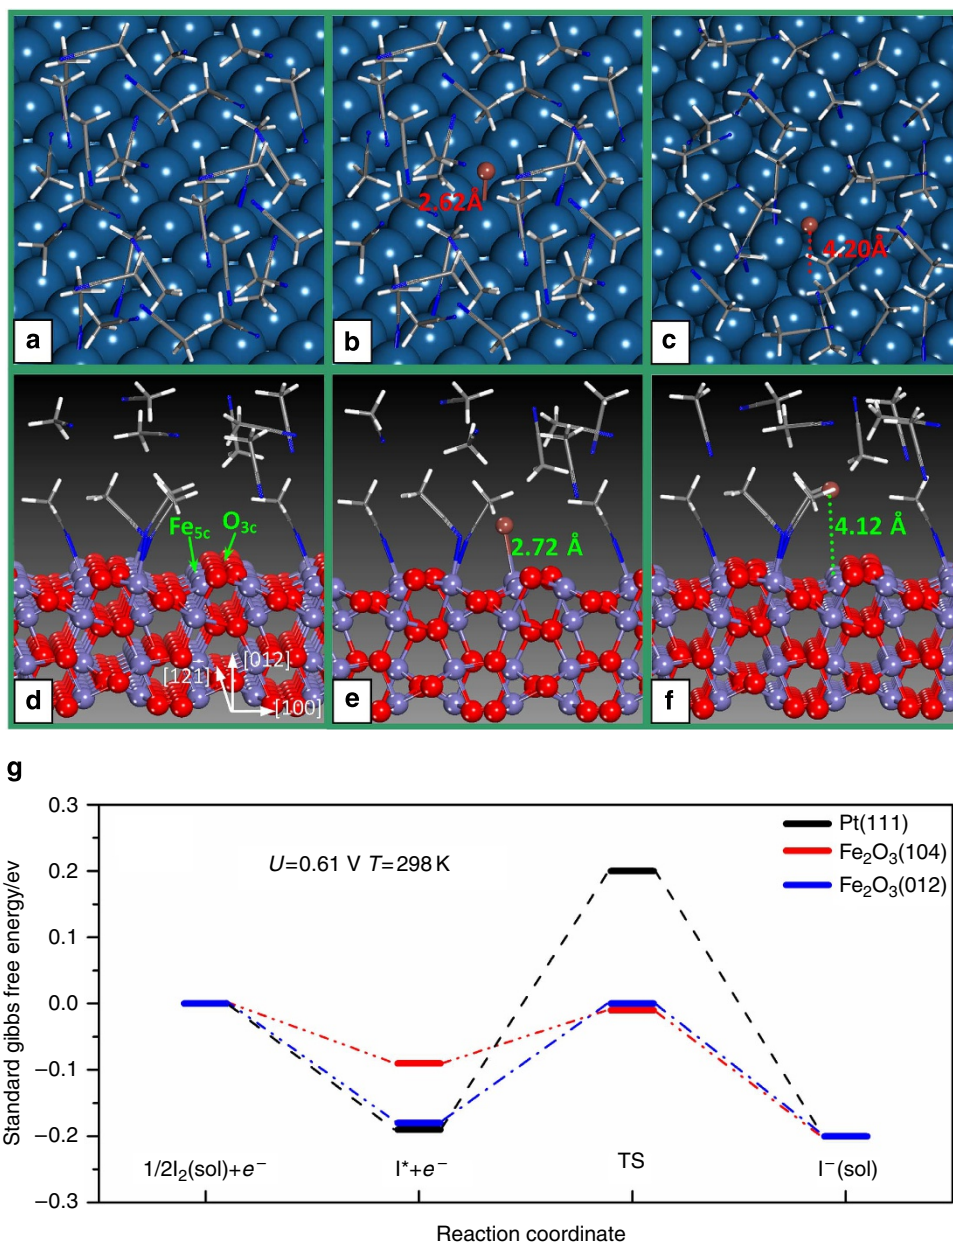 2.62Å
4.20Å
a
b
c
Fe5c
O3c
2.72 Å
4.12 Å
[012]
[121]
[100]
d
e
f
g
0.3
0.2
0.1
0.0
−0.1
−0.2
−0.3
Standard gibbs free energy/ev
U=0.61 V T=298 K
Pt(111)
Fe₂O₃(104)
Fe₂O₃(012)
1/2I₂(sol)+e⁻
I*+e⁻
TS
I⁻(sol)
Reaction coordinate